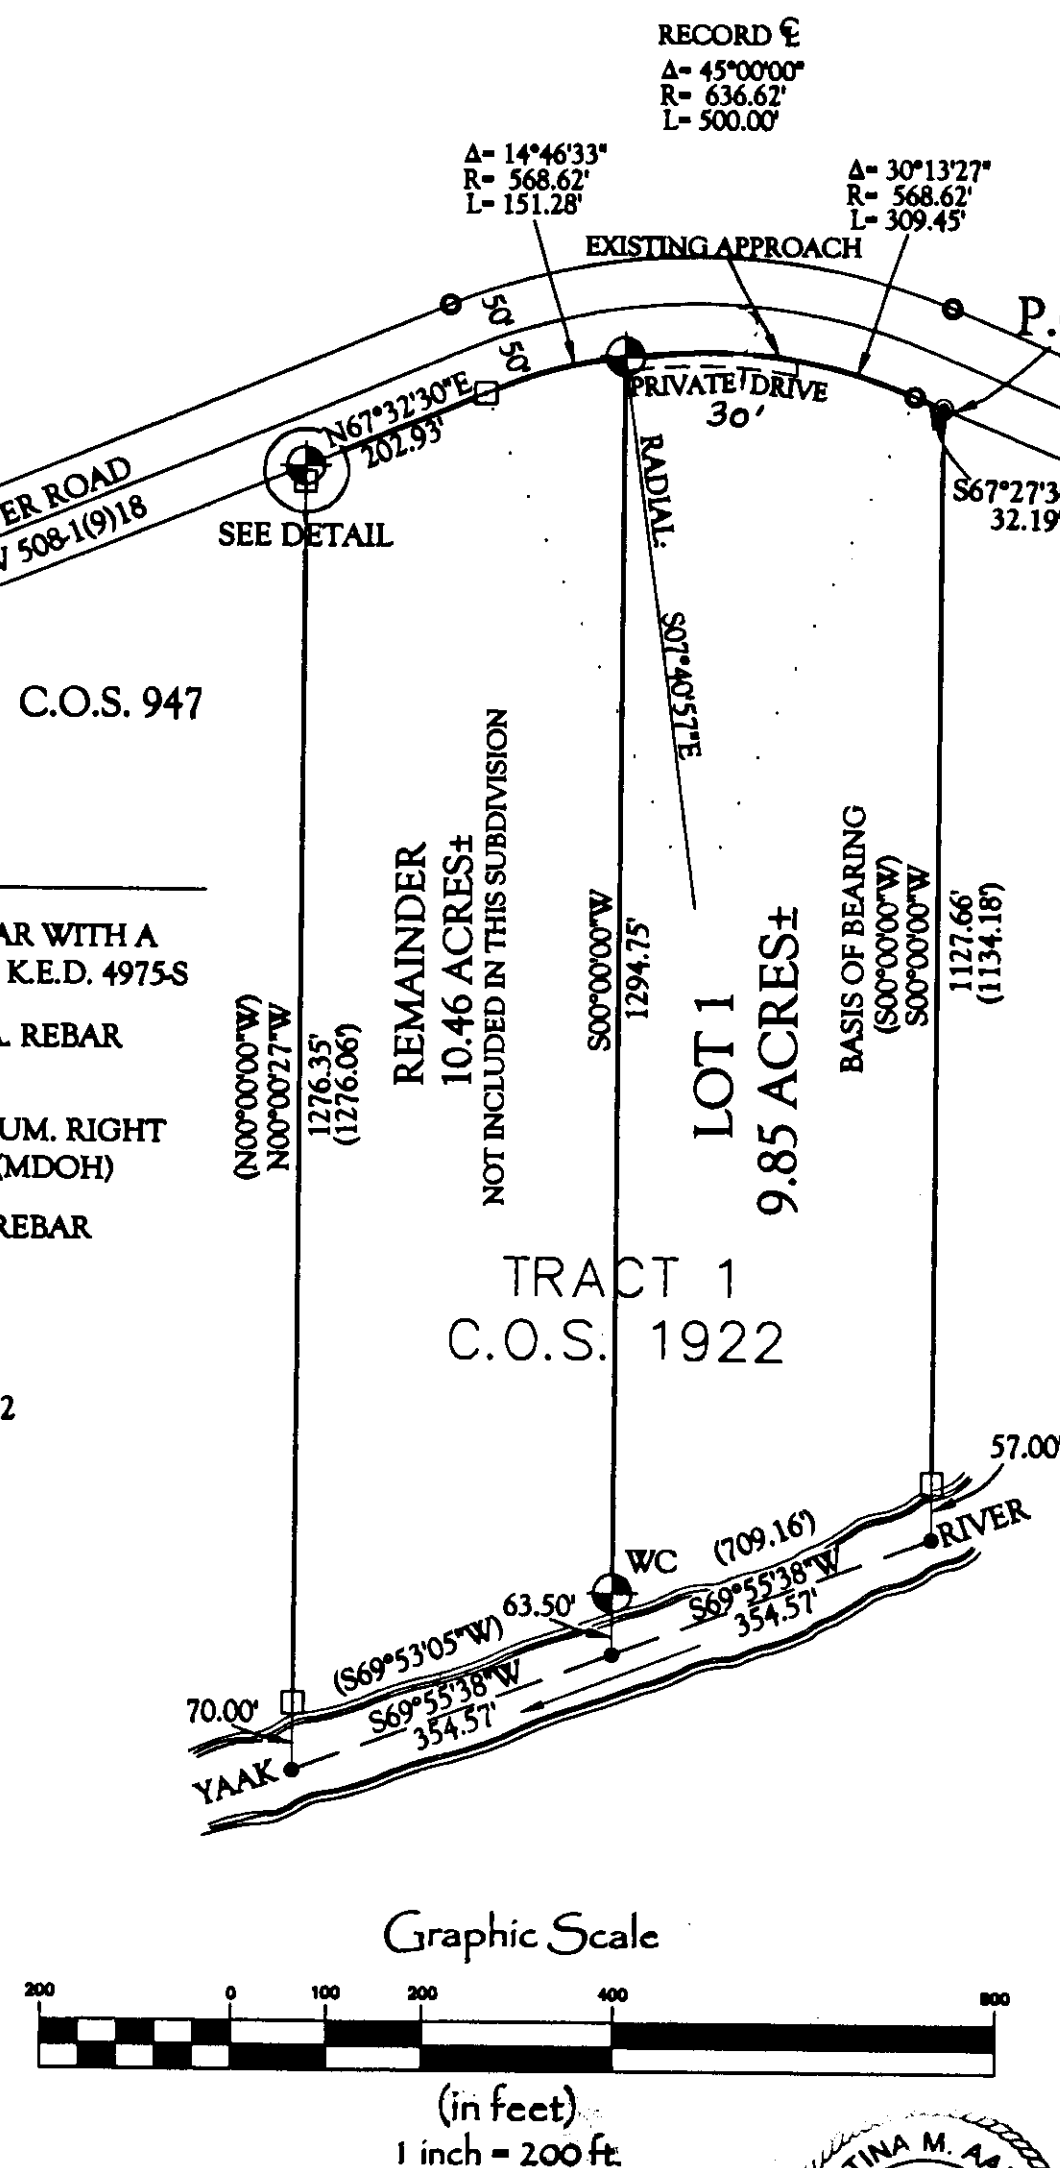 RECORD ℄
Δ= 45°00'00"
R= 636.62'
L= 500.00'
Δ= 14°46'33"
R= 568.62'
L= 151.28'
Δ= 30°13'27"
R= 568.62'
L= 309.45'
EXISTING APPROACH
50'
50'
PRIVATE DRIVE
30'
N67°32'30"E
202.93'
SEE DETAIL
ER ROAD
508-1(9)18
RADIAL
S07°40'57"E
S67°27'3
32.19'
C.O.S. 947
AR WITH A
K.E.D. 4975-S
REBAR
UM. RIGHT
(MDOH)
REBAR
2
(N00°00'00"W)
N00°00'27"W
1276.35'
(1276.06')
REMAINDER
10.46 ACRES±
NOT INCLUDED IN THIS SUBDIVISION
S00°00'00"W
1294.75'
LOT 1
9.85 ACRES±
BASIS OF BEARING
(S00°00'00"W)
S00°00'00"W
1127.66'
(1134.18')
TRACT 1
C.O.S. 1922
57.00'
RIVER
WC
(709.16')
63.50'
S69°55'38"W
354.57'
(S69°53'05"W)
S69°55'38"W
354.57'
70.00'
YAAK
Graphic Scale
200 0 100 200 400 800
(in feet)
1 inch = 200 ft.
TINA M. AA